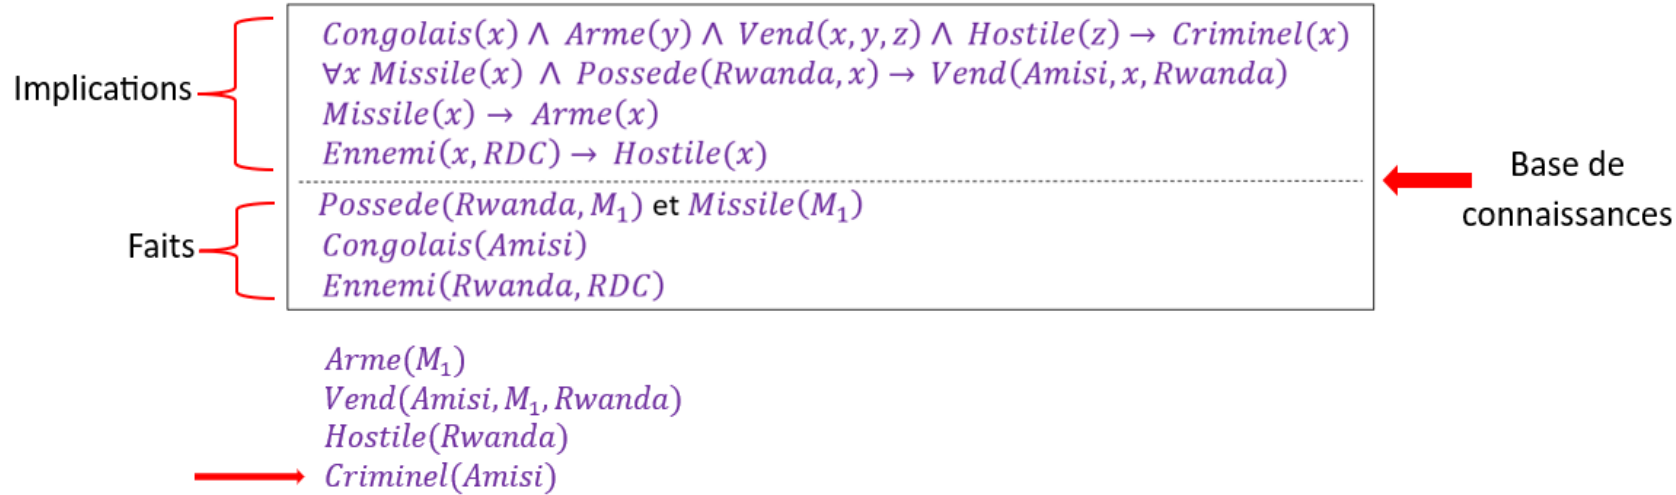 Implications
Congolais(x) ∧ Arme(y) ∧ Vend(x, y, z) ∧ Hostile(z) → Criminel(x)
∀x Missile(x) ∧ Possede(Rwanda, x) → Vend(Amisi, x, Rwanda)
Missile(x) → Arme(x)
Ennemi(x, RDC) → Hostile(x)
Faits
Possede(Rwanda, M₁) et Missile(M₁)
Congolais(Amisi)
Ennemi(Rwanda, RDC)
Base de
connaissances
Arme(M₁)
Vend(Amisi, M₁, Rwanda)
Hostile(Rwanda)
Criminel(Amisi)